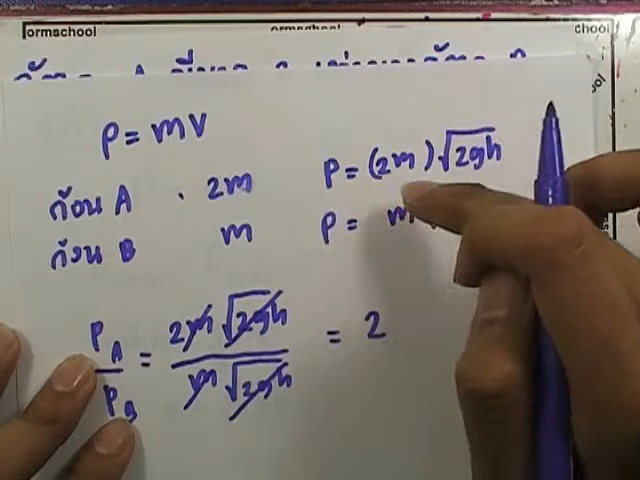 ormschool
chool
P = mv
ก้อน A . 2m P = (2m) √2gh
ก้อน B m P = m
P_A / P_B = 2m √2gh / m √2gh = 2